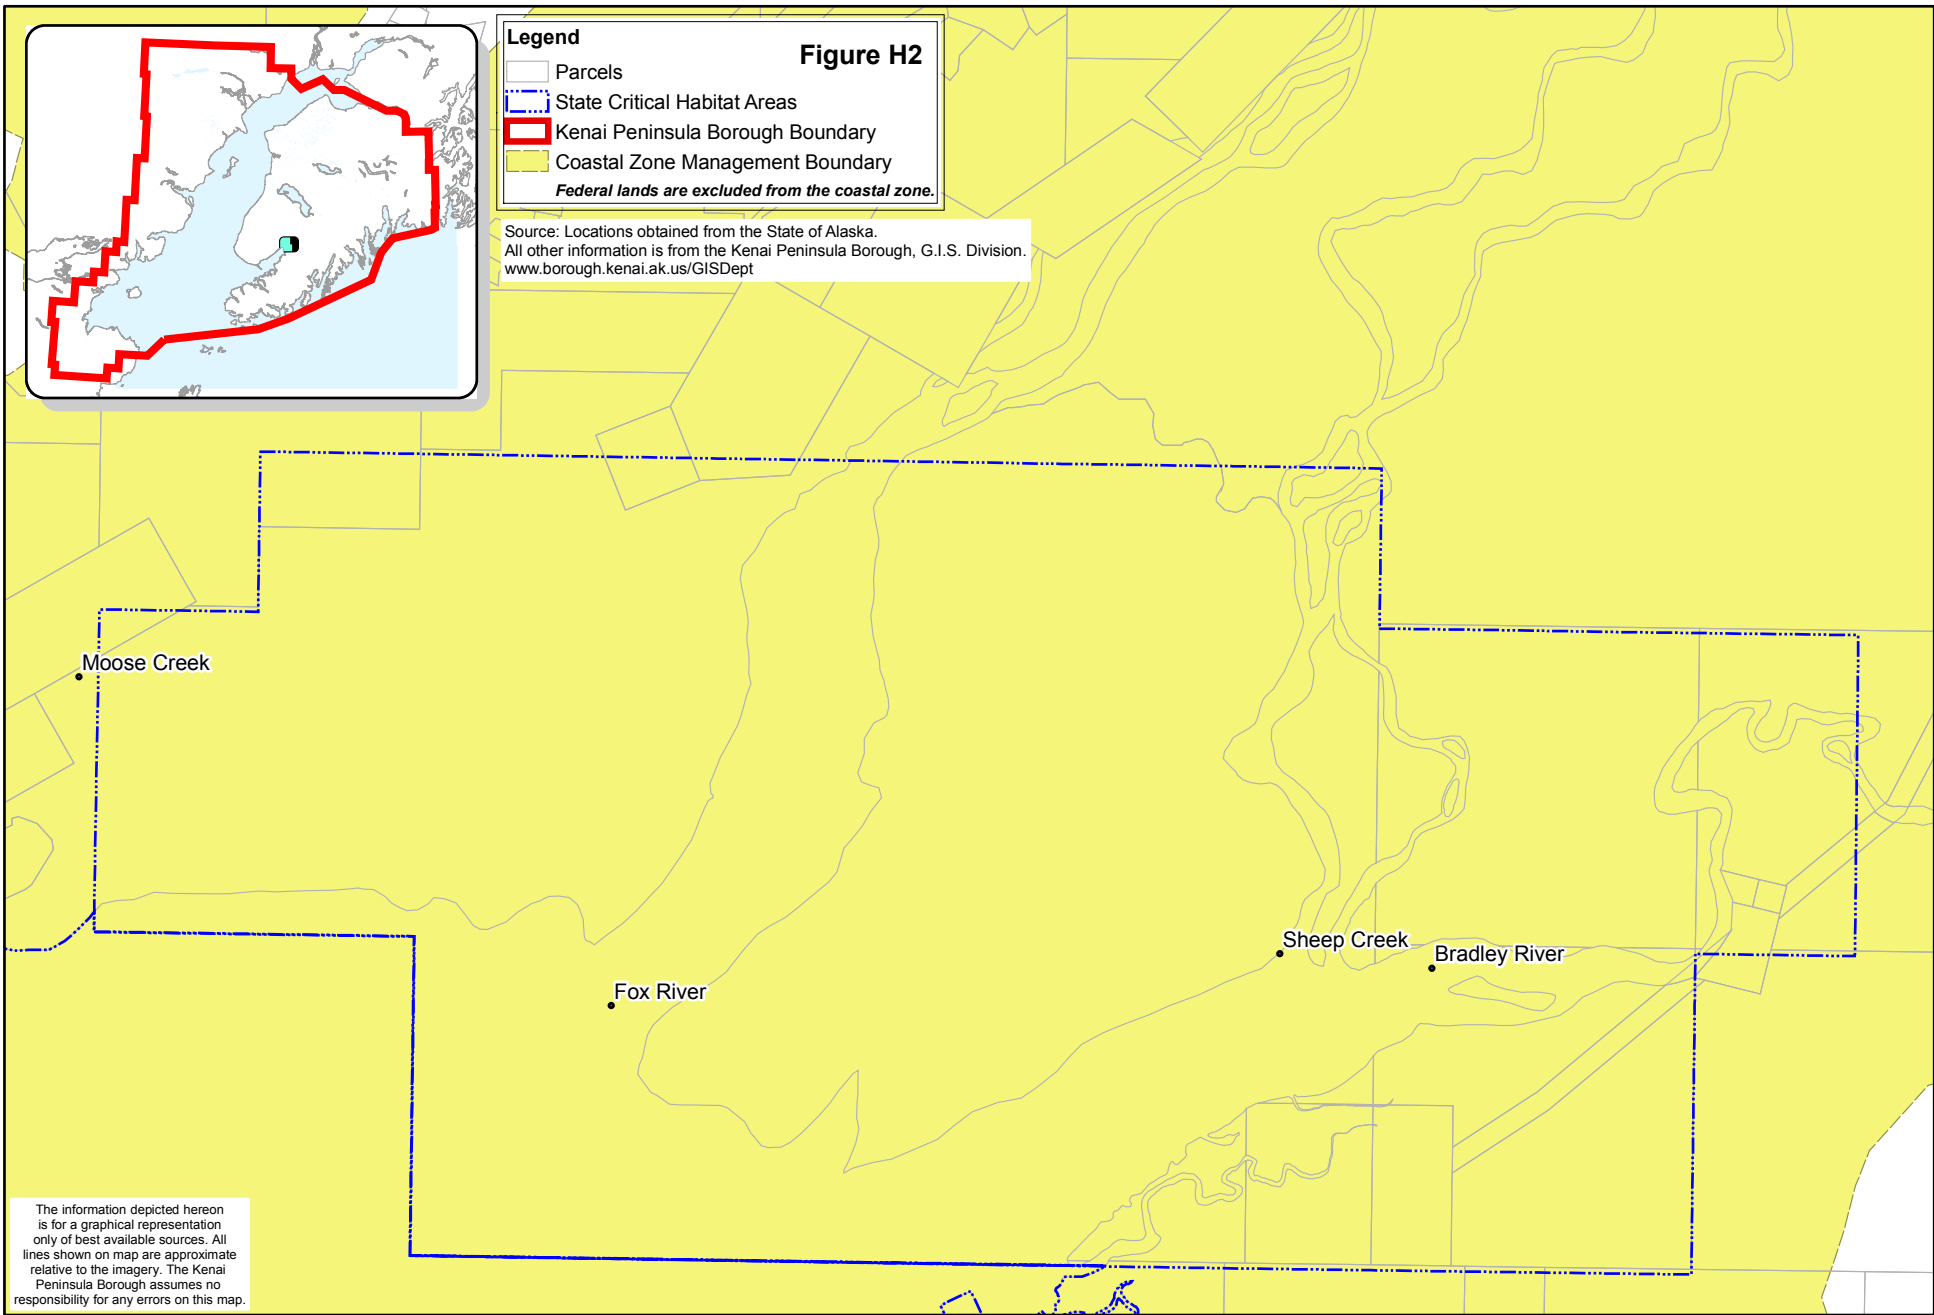 Legend
Figure H2
Parcels
State Critical Habitat Areas
Kenai Peninsula Borough Boundary
Coastal Zone Management Boundary
Federal lands are excluded from the coastal zone.
Source: Locations obtained from the State of Alaska.
All other information is from the Kenai Peninsula Borough, G.I.S. Division.
www.borough.kenai.ak.us/GISDept
Moose Creek
Sheep Creek
Bradley River
Fox River
The information depicted hereon
is for a graphical representation
only of best available sources. All
lines shown on map are approximate
relative to the imagery. The Kenai
Peninsula Borough assumes no
responsibility for any errors on this map.